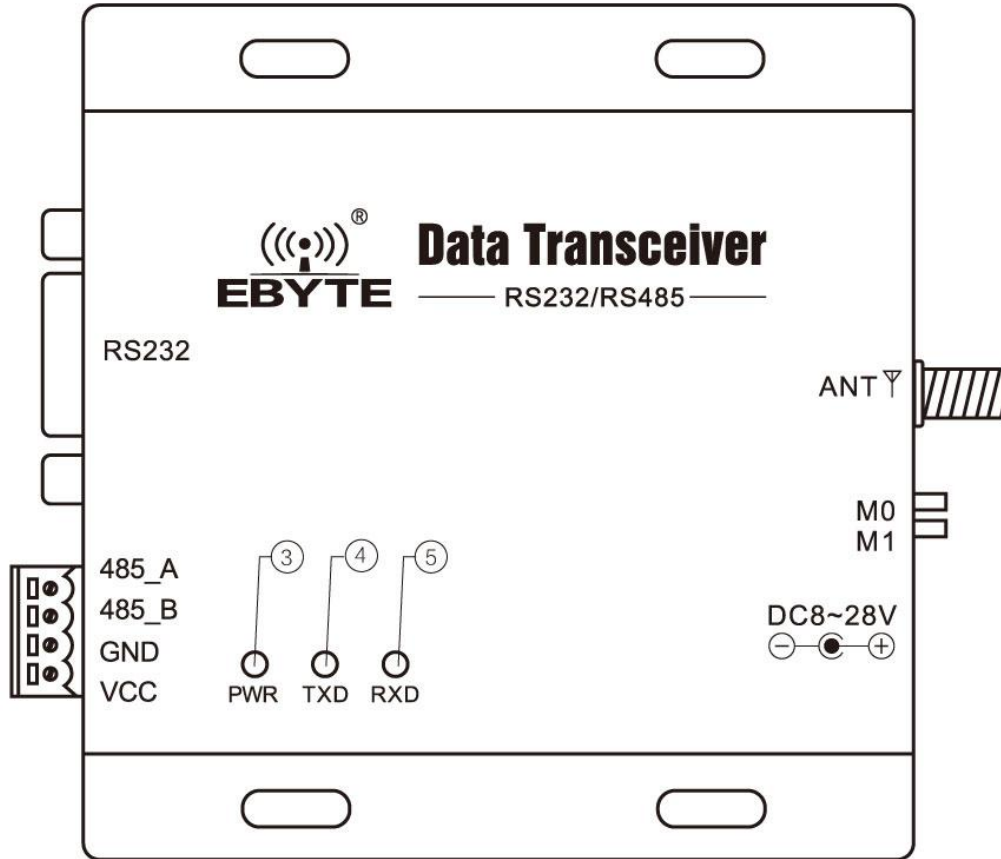 ®
EBYTE
Data Transceiver
RS232/RS485
RS232
ANT
M0
M1
485_A
485_B
GND
VCC
③
④
⑤
PWR
TXD
RXD
DC8~28V